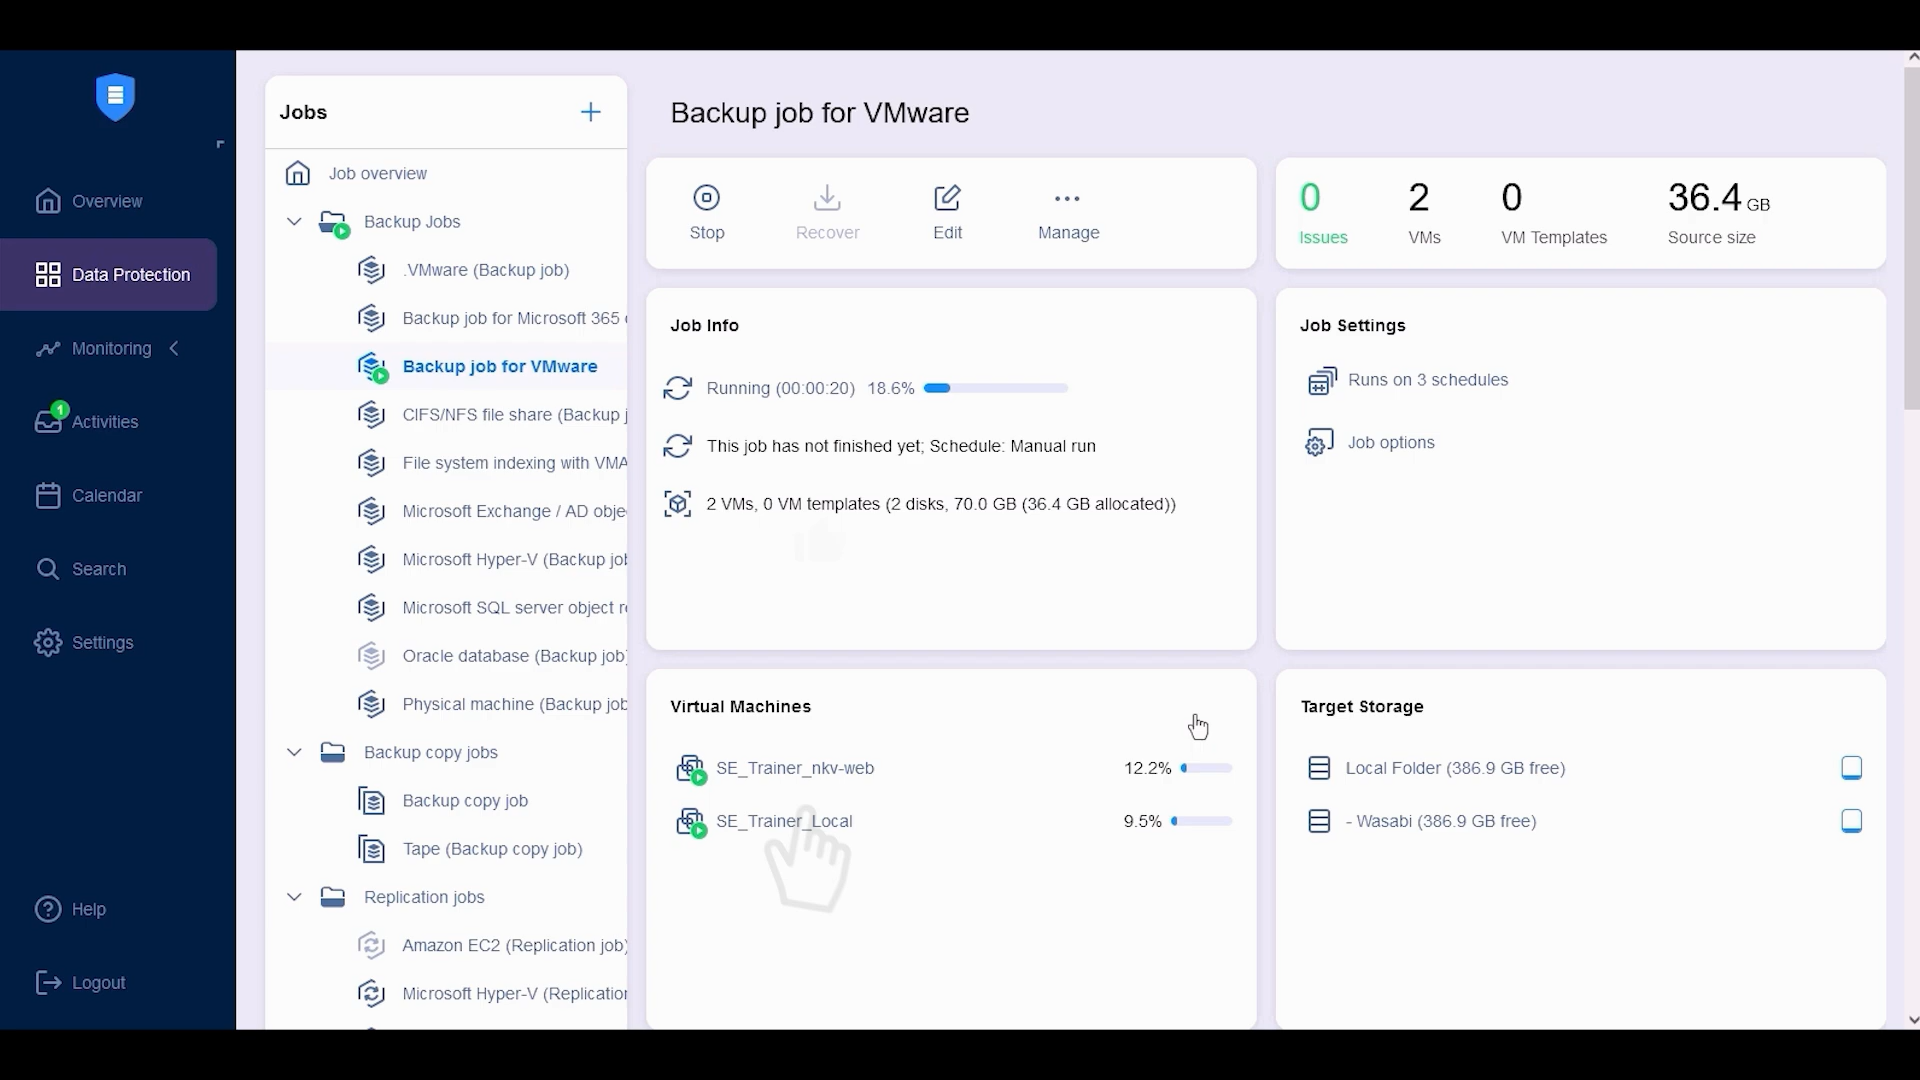 Overview
Data Protection
Monitoring
1
Activities
Calendar
Search
Settings
Help
Logout
Jobs
Job overview
Backup Jobs
.VMware (Backup job)
Backup job for Microsoft 365
Backup job for VMware
CIFS/NFS file share (Backup j
File system indexing with VMA
Microsoft Exchange / AD obje
Microsoft Hyper-V (Backup jo
Microsoft SQL server object r
Oracle database (Backup job)
Physical machine (Backup job
Backup copy jobs
Backup copy job
Tape (Backup copy job)
Replication jobs
Amazon EC2 (Replication job)
Microsoft Hyper-V (Replication
Backup job for VMware
Stop
Recover
Edit
Manage
0
Issues
2
VMs
0
VM Templates
36.4 GB
Source size
Job Info
Running (00:00:20) 18.6%
This job has not finished yet; Schedule: Manual run
2 VMs, 0 VM templates (2 disks, 70.0 GB (36.4 GB allocated))
Job Settings
Runs on 3 schedules
Job options
Virtual Machines
SE_Trainer_nkv-web 12.2%
SE_Trainer_Local 9.5%
Target Storage
Local Folder (386.9 GB free)
- Wasabi (386.9 GB free)